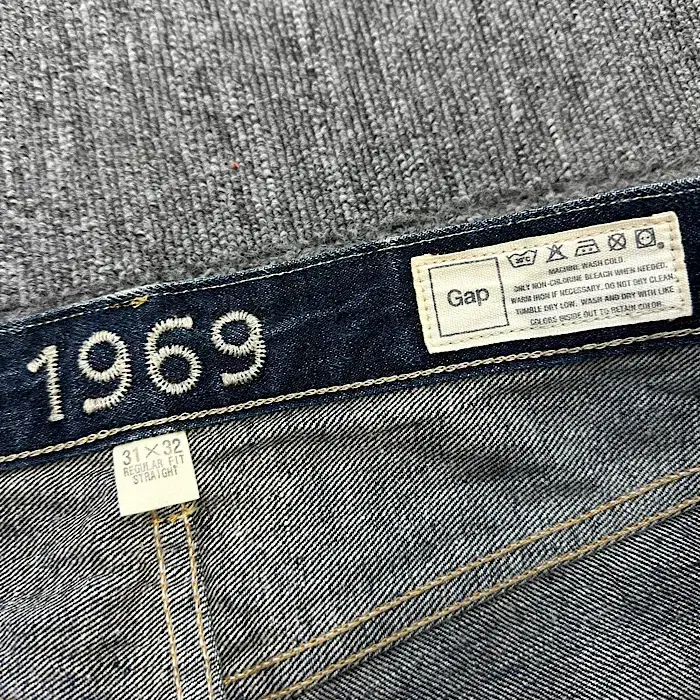 1969
Gap
MACHINE WASH COLD.
ONLY NON-CHLORINE BLEACH WHEN NEEDED.
WARM IRON IF NECESSARY. DO NOT DRY CLEAN.
TUMBLE DRY LOW. WASH AND DRY WITH LIKE
COLORS INSIDE OUT TO RETAIN COLOR.
31×32
REGULAR FIT
STRAIGHT